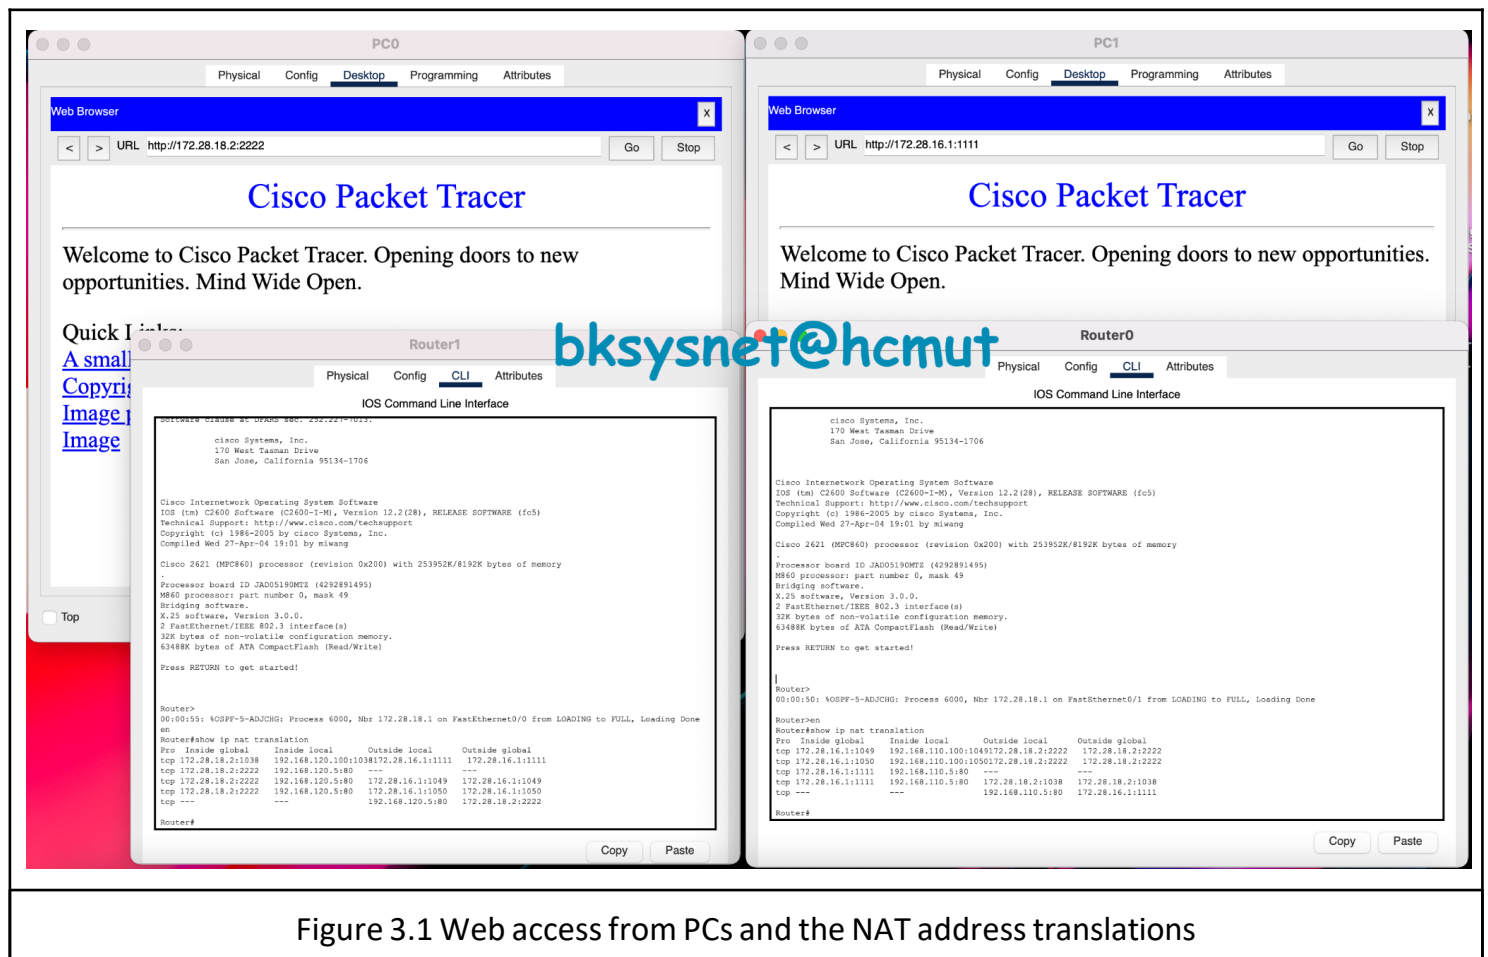 PC0
Physical Config Desktop Programming Attributes
Web Browser
X
< > URL http://172.28.18.2:2222 Go Stop
Cisco Packet Tracer
Welcome to Cisco Packet Tracer. Opening doors to new
opportunities. Mind Wide Open.
Quick Links:
A small
Copyrig
Image p
Image
Top
PC1
Physical Config Desktop Programming Attributes
Web Browser
X
< > URL http://172.28.16.1:1111 Go Stop
Cisco Packet Tracer
Welcome to Cisco Packet Tracer. Opening doors to new opportunities.
Mind Wide Open.
bksysnet@hcmut
Router1
Physical Config CLI Attributes
IOS Command Line Interface
Software clause at DFARS sec. 252.227-7013.
cisco Systems, Inc.
170 West Tasman Drive
San Jose, California 95134-1706
Cisco Internetwork Operating System Software
IOS (tm) C2600 Software (C2600-I-M), Version 12.2(28), RELEASE SOFTWARE (fc5)
Technical Support: http://www.cisco.com/techsupport
Copyright (c) 1986-2005 by cisco Systems, Inc.
Compiled Wed 27-Apr-04 19:01 by miwang
Cisco 2621 (MPC860) processor (revision 0x200) with 253952K/8192K bytes of memory
.
Processor board ID JAD05190MTZ (4292891495)
M860 processor: part number 0, mask 49
Bridging software.
X.25 software, Version 3.0.0.
2 FastEthernet/IEEE 802.3 interface(s)
32K bytes of non-volatile configuration memory.
63488K bytes of ATA CompactFlash (Read/Write)
Press RETURN to get started!
Router>
00:00:55: %OSPF-5-ADJCHG: Process 6000, Nbr 172.28.18.1 on FastEthernet0/0 from LOADING to FULL, Loading Done
en
Router#show ip nat translation
Pro Inside global Inside local Outside local Outside global
tcp 172.28.18.2:1038 192.168.120.100:1038172.28.16.1:1111 172.28.16.1:1111
tcp 172.28.18.2:2222 192.168.120.5:80 --- ---
tcp 172.28.18.2:2222 192.168.120.5:80 172.28.16.1:1049 172.28.16.1:1049
tcp 172.28.18.2:2222 192.168.120.5:80 172.28.16.1:1050 172.28.16.1:1050
tcp --- --- 192.168.120.5:80 172.28.18.2:2222
Router#
Copy Paste
Router0
Physical Config CLI Attributes
IOS Command Line Interface
cisco Systems, Inc.
170 West Tasman Drive
San Jose, California 95134-1706
Cisco Internetwork Operating System Software
IOS (tm) C2600 Software (C2600-I-M), Version 12.2(28), RELEASE SOFTWARE (fc5)
Technical Support: http://www.cisco.com/techsupport
Copyright (c) 1986-2005 by cisco Systems, Inc.
Compiled Wed 27-Apr-04 19:01 by miwang
Cisco 2621 (MPC860) processor (revision 0x200) with 253952K/8192K bytes of memory
.
Processor board ID JAD05190MTZ (4292891495)
M860 processor: part number 0, mask 49
Bridging software.
X.25 software, Version 3.0.0.
2 FastEthernet/IEEE 802.3 interface(s)
32K bytes of non-volatile configuration memory.
63488K bytes of ATA CompactFlash (Read/Write)
Press RETURN to get started!
Router>
00:00:50: %OSPF-5-ADJCHG: Process 6000, Nbr 172.28.18.2 on FastEthernet0/1 from LOADING to FULL, Loading Done
Router>en
Router#show ip nat translation
Pro Inside global Inside local Outside local Outside global
tcp 172.28.16.1:1049 192.168.110.100:1049172.28.18.2:2222 172.28.18.2:2222
tcp 172.28.16.1:1050 192.168.110.100:1050172.28.18.2:2222 172.28.18.2:2222
tcp 172.28.16.1:1111 192.168.110.5:80 --- ---
tcp 172.28.16.1:1111 192.168.110.5:80 172.28.18.2:1038 172.28.18.2:1038
tcp --- --- 192.168.110.5:80 172.28.16.1:1111
Router#
Copy Paste
Figure 3.1 Web access from PCs and the NAT address translations